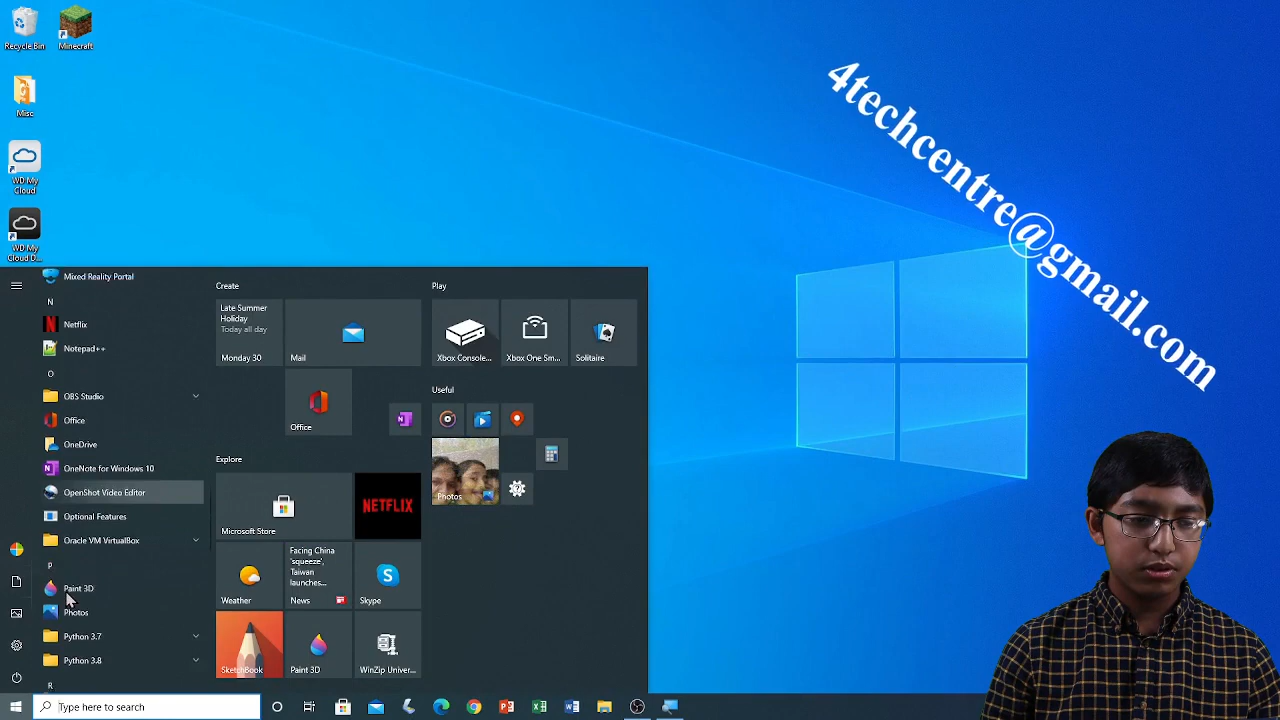 Recycle Bin
Minecraft
Misc
WD My
Cloud
WD My
Cloud D...
4techcentre@gmail.com
Mixed Reality Portal
N
Netflix
Notepad++
O
OBS Studio
Office
OneDrive
OneNote for Windows 10
OpenShot Video Editor
Optional Features
Oracle VM VirtualBox
P
Paint 3D
Photos
Python 3.7
Python 3.8
R
Create
Late Summer
Holiday
Today all day
Monday 30
Mail
Office
Explore
Microsoft Store
NETFLIX
Weather
Facing China
'squeeze',
Taiwan
launches...
News
Skype
SketchBook
Paint 3D
WinZip Univer...
Play
Xbox Console...
Xbox One Sm...
Solitaire
Useful
Photos
Type here to search